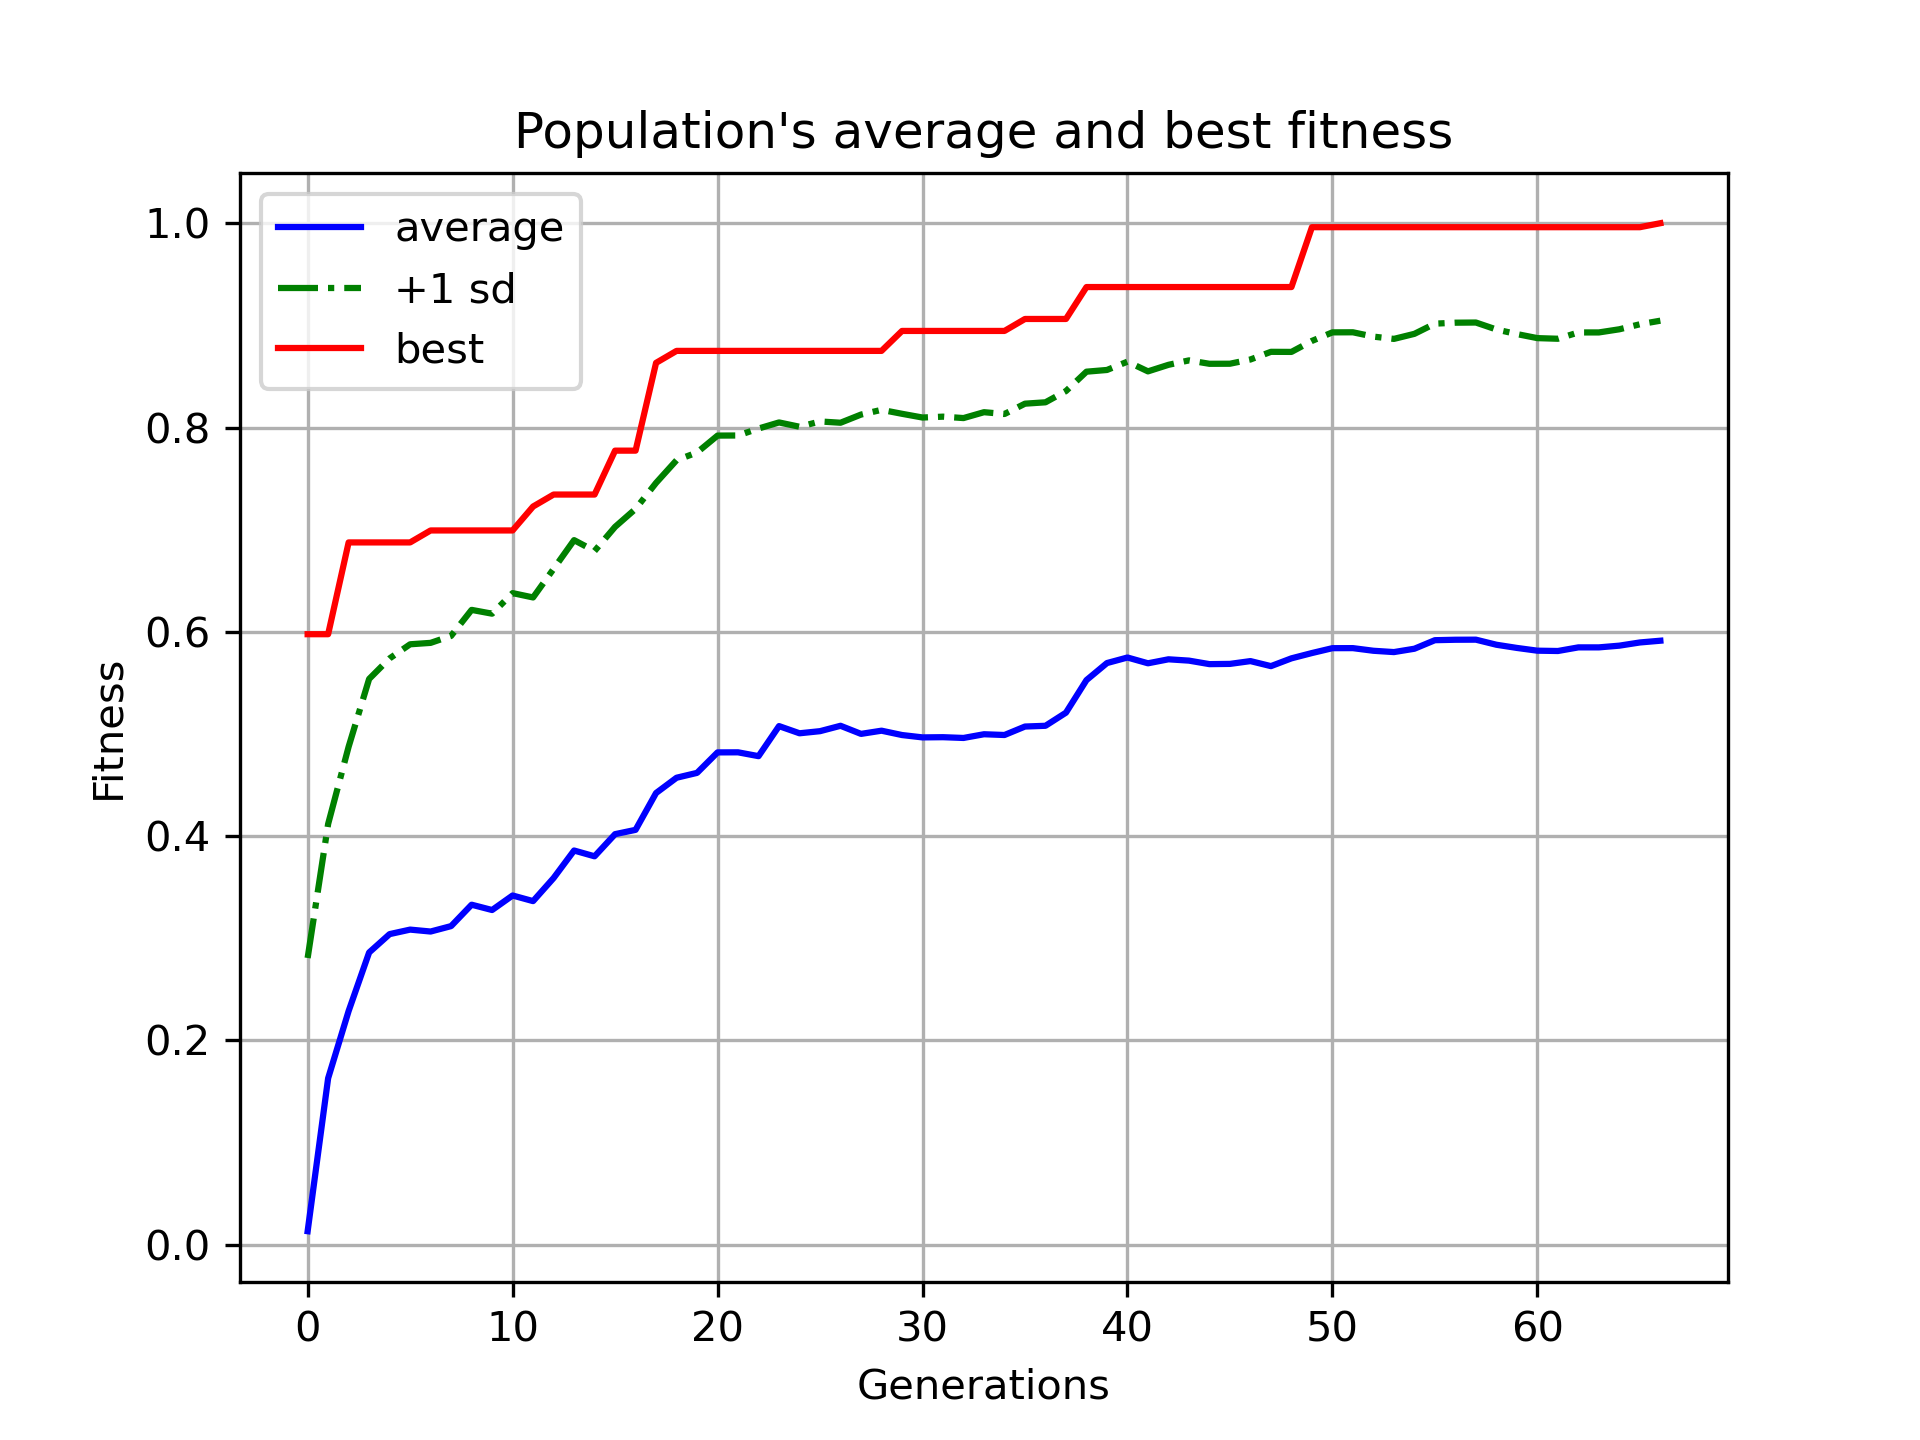 Population's average and best fitness
average
+1 sd
best
1.0
0.8
0.6
0.4
0.2
0.0
Fitness
0 10 20 30 40 50 60
Generations